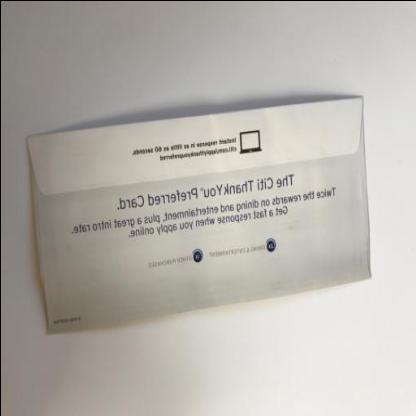 Instant response in as little as 60 seconds.
citi.com/applythankyoupreferred
The Citi ThankYou® Preferred Card.
Twice the rewards on dining and entertainment, plus a great intro rate.
Get a fast response when you apply online.
2X DINING & ENTERTAINMENT
1X OTHER PURCHASES